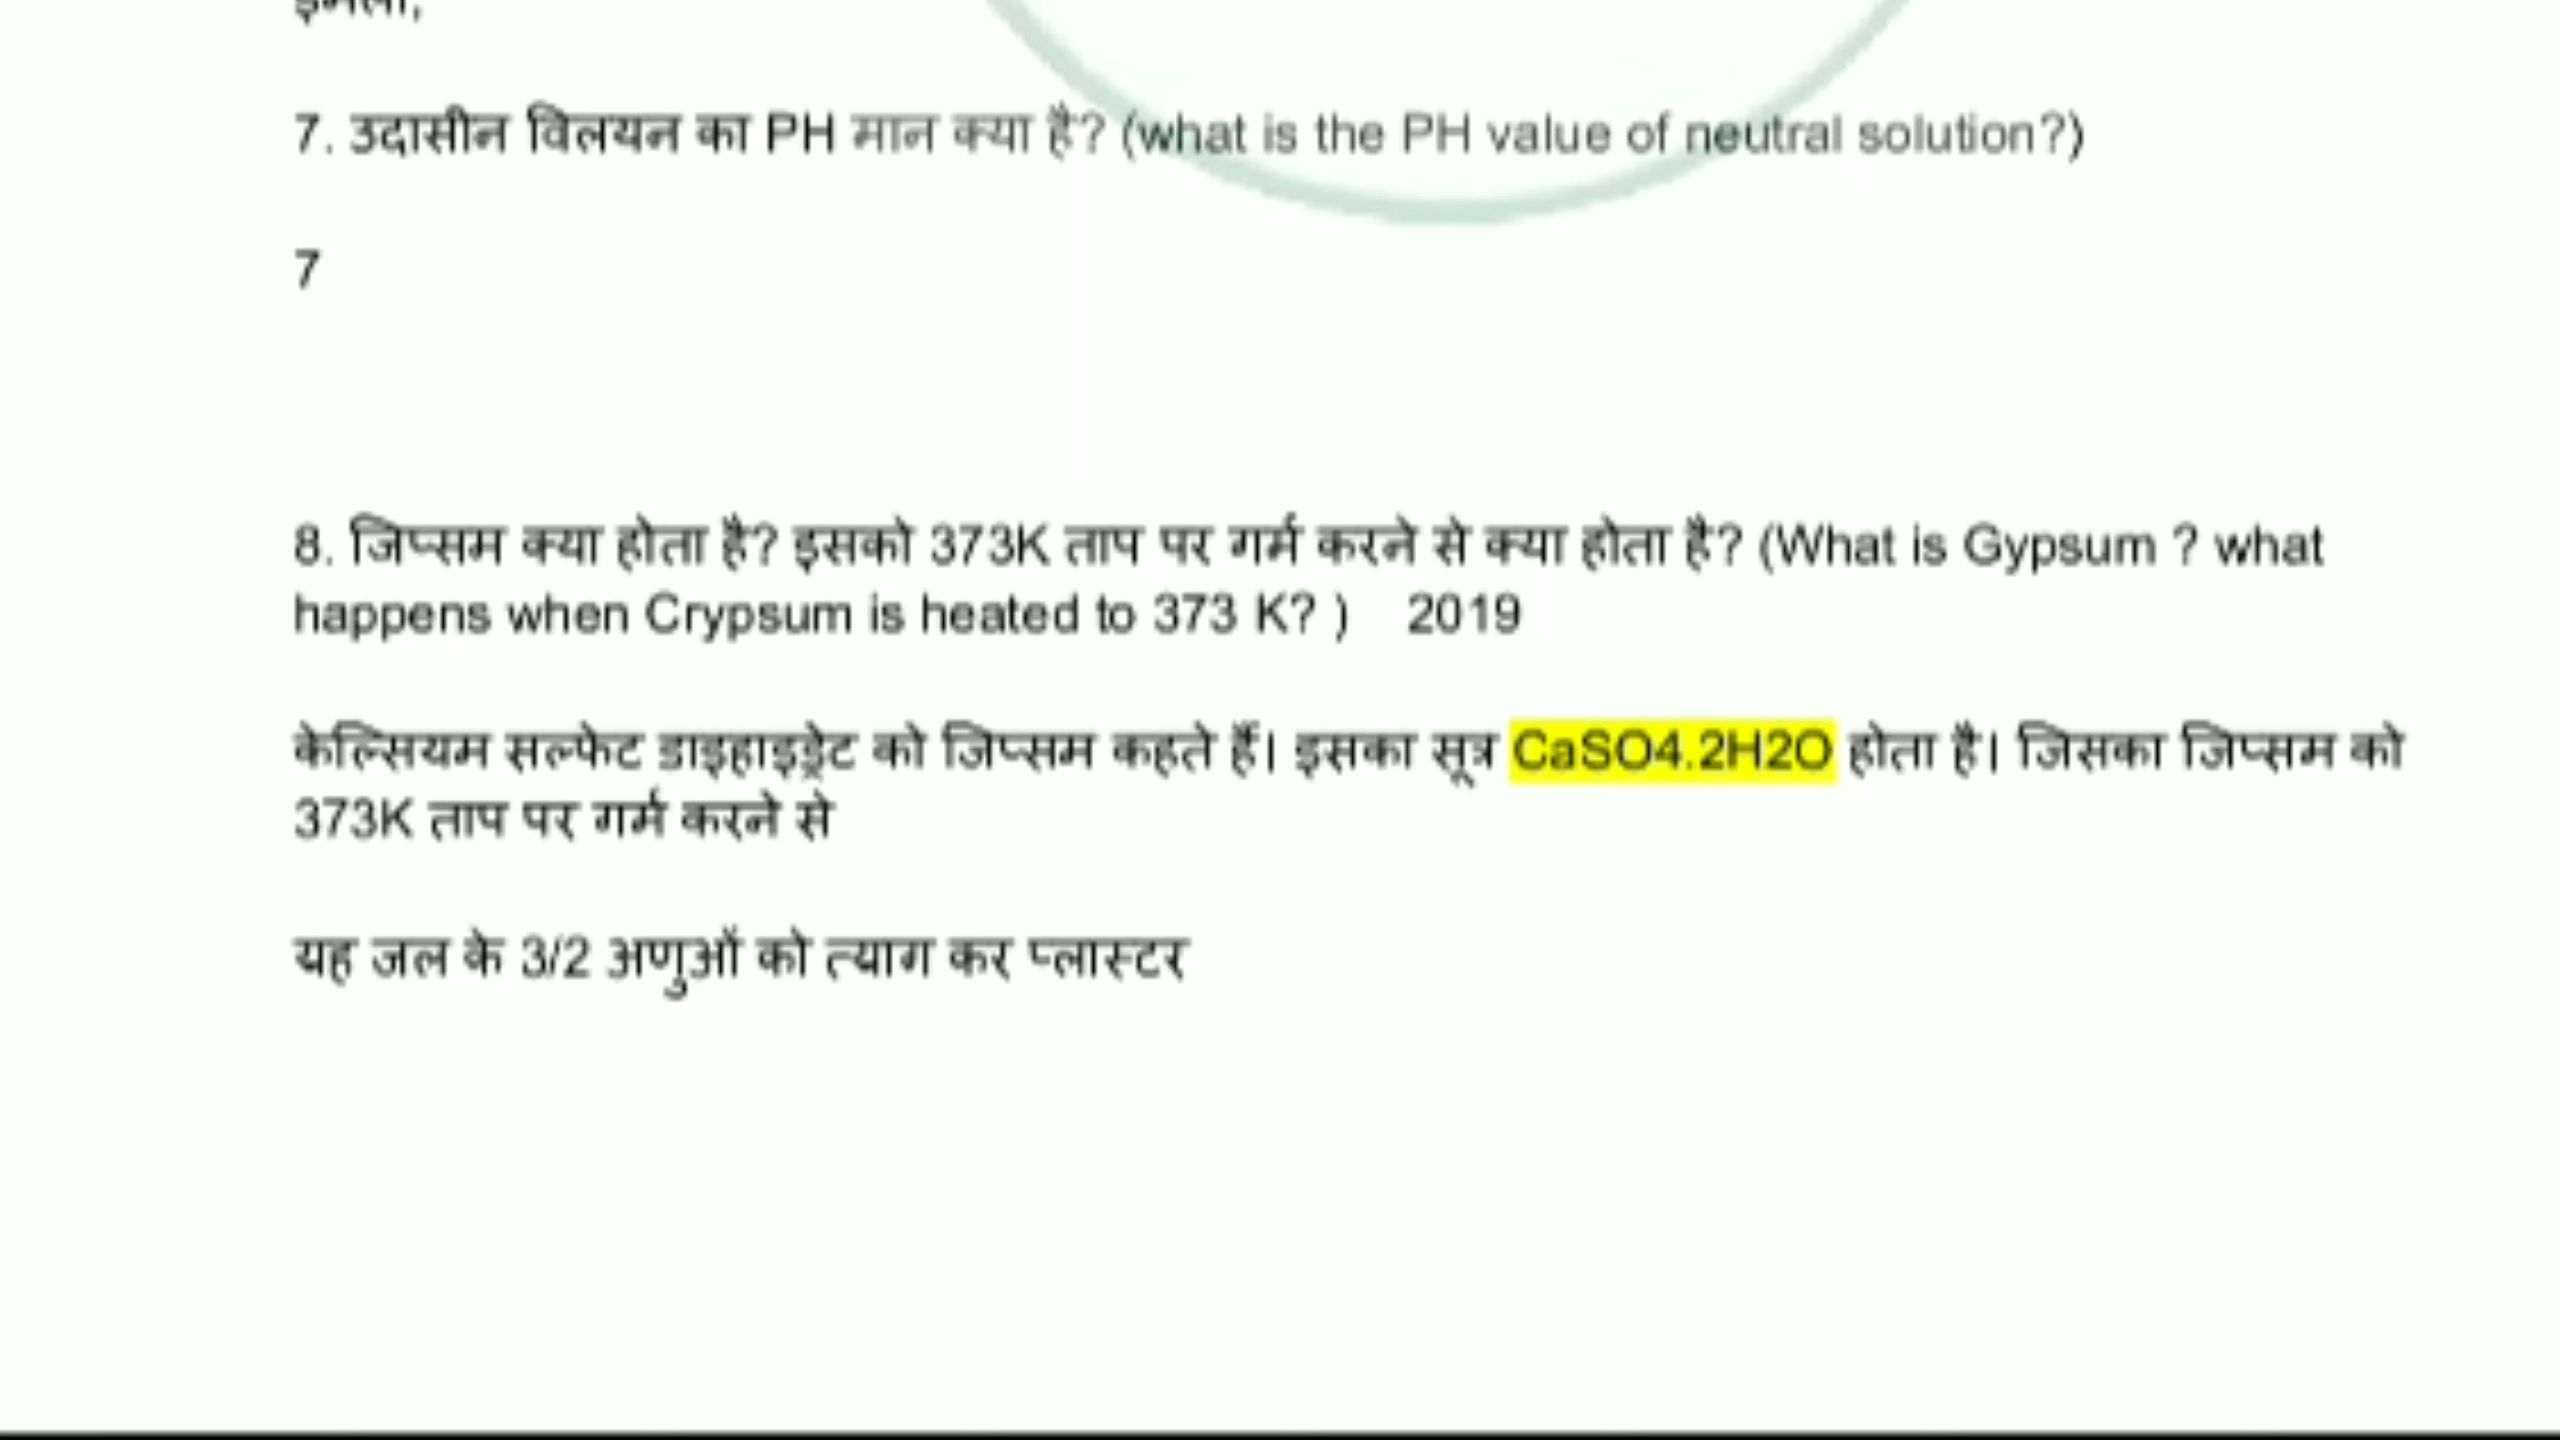 इमली,
7. उदासीन विलयन का PH मान क्या है? (what is the PH value of neutral solution?)
7
8. जिप्सम क्या होता है? इसको 373K ताप पर गर्म करने से क्या होता है? (What is Gypsum ? what
happens when Crypsum is heated to 373 K? ) 2019
केल्सियम सल्फेट डाइहाइड्रेट को जिप्सम कहते हैं। इसका सूत्र CaSO4.2H2O होता है। जिसका जिप्सम को
373K ताप पर गर्म करने से
यह जल के 3/2 अणुओं को त्याग कर प्लास्टर